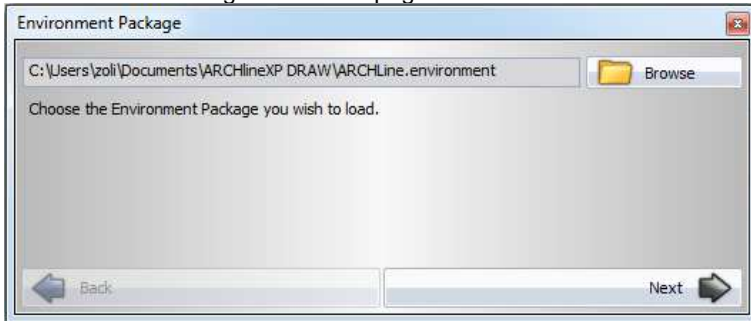 Environment Package
C:\Users\zoli\Documents\ARCHlineXP DRAW\ARCHLine.environment
Browse
Choose the Environment Package you wish to load.
Back
Next